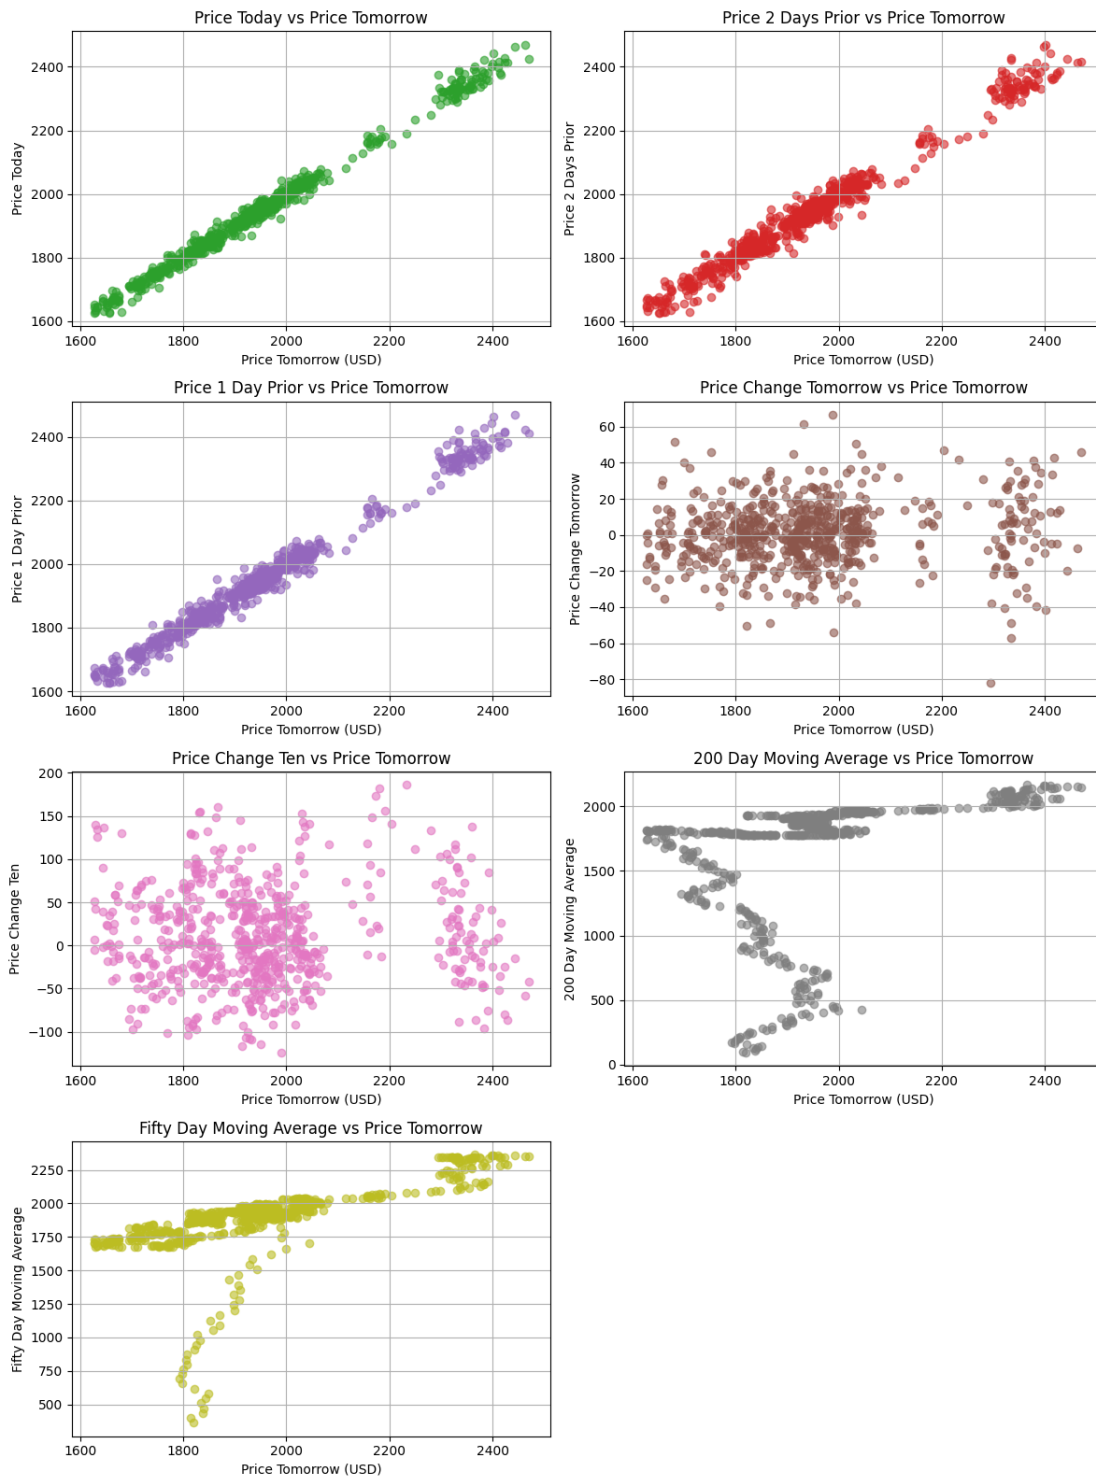 Price Today vs Price Tomorrow
Price Today
2400
2200
2000
1800
1600
1600 1800 2000 2200 2400
Price Tomorrow (USD)
Price 2 Days Prior vs Price Tomorrow
Price 2 Days Prior
2400
2200
2000
1800
1600
1600 1800 2000 2200 2400
Price Tomorrow (USD)
Price 1 Day Prior vs Price Tomorrow
Price 1 Day Prior
2400
2200
2000
1800
1600
1600 1800 2000 2200 2400
Price Tomorrow (USD)
Price Change Tomorrow vs Price Tomorrow
Price Change Tomorrow
60
40
20
0
−20
−40
−60
−80
1600 1800 2000 2200 2400
Price Tomorrow (USD)
Price Change Ten vs Price Tomorrow
Price Change Ten
200
150
100
50
0
−50
−100
1600 1800 2000 2200 2400
Price Tomorrow (USD)
200 Day Moving Average vs Price Tomorrow
200 Day Moving Average
2000
1500
1000
500
0
1600 1800 2000 2200 2400
Price Tomorrow (USD)
Fifty Day Moving Average vs Price Tomorrow
Fifty Day Moving Average
2250
2000
1750
1500
1250
1000
750
500
1600 1800 2000 2200 2400
Price Tomorrow (USD)